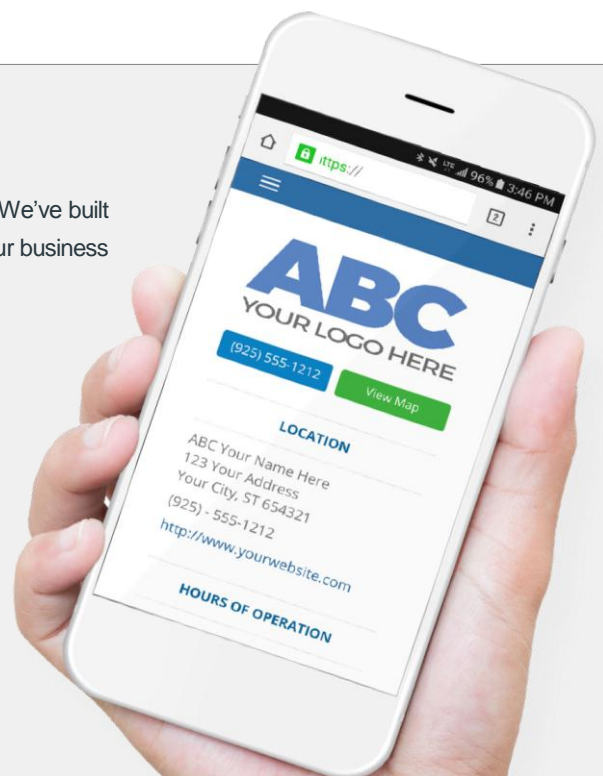 We've built
ur business
ttps://
LTE 96% 3:46 PM
2
ABC
YOUR LOGO HERE
(925) 555-1212
View Map
LOCATION
ABC Your Name Here
123 Your Address
Your City, ST 654321
(925) - 555-1212
http://www.yourwebsite.com
HOURS OF OPERATION